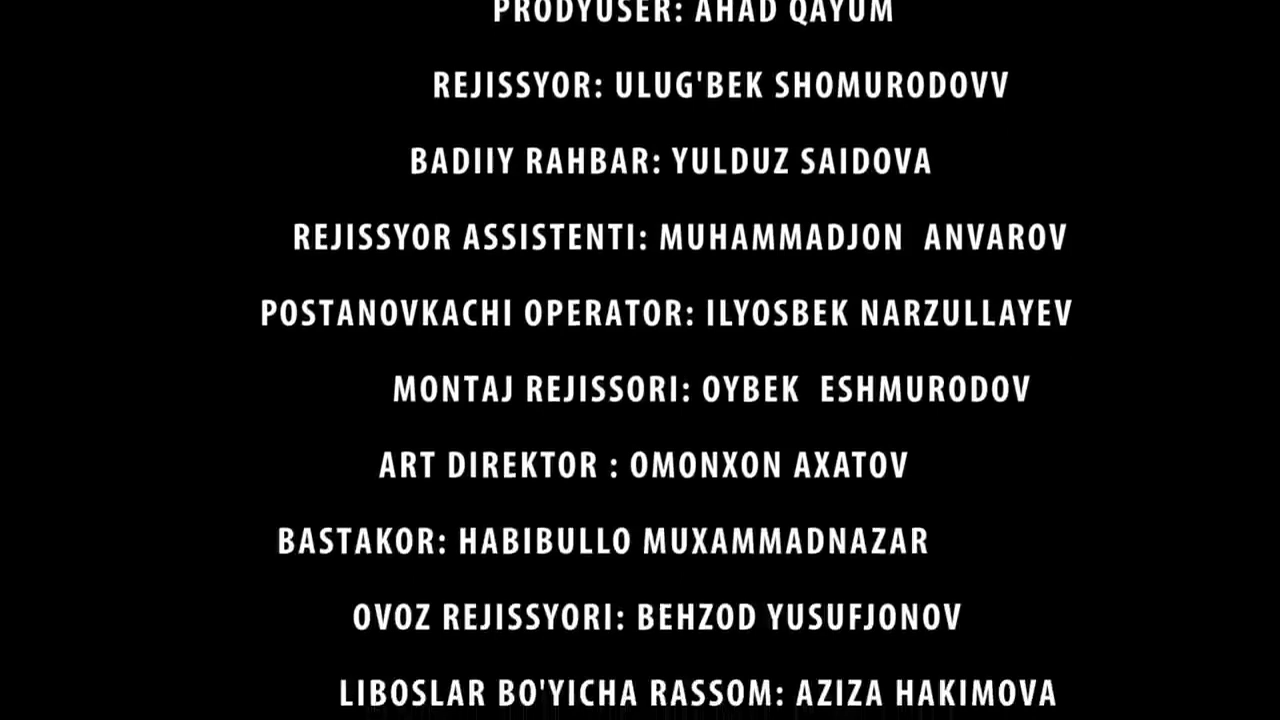 PRODYUSER: AHAD QAYUM
REJISSYOR: ULUG'BEK SHOMURODOVV
BADIIY RAHBAR: YULDUZ SAIDOVA
REJISSYOR ASSISTENTI: MUHAMMADJON  ANVAROV
POSTANOVKACHI OPERATOR: ILYOSBEK NARZULLAYEV
MONTAJ REJISSORI: OYBEK  ESHMURODOV
ART DIREKTOR : OMONXON AXATOV
BASTAKOR: HABIBULLO MUXAMMADNAZAR
OVOZ REJISSYORI: BEHZOD YUSUFJONOV
LIBOSLAR BO'YICHA RASSOM: AZIZA HAKIMOVA